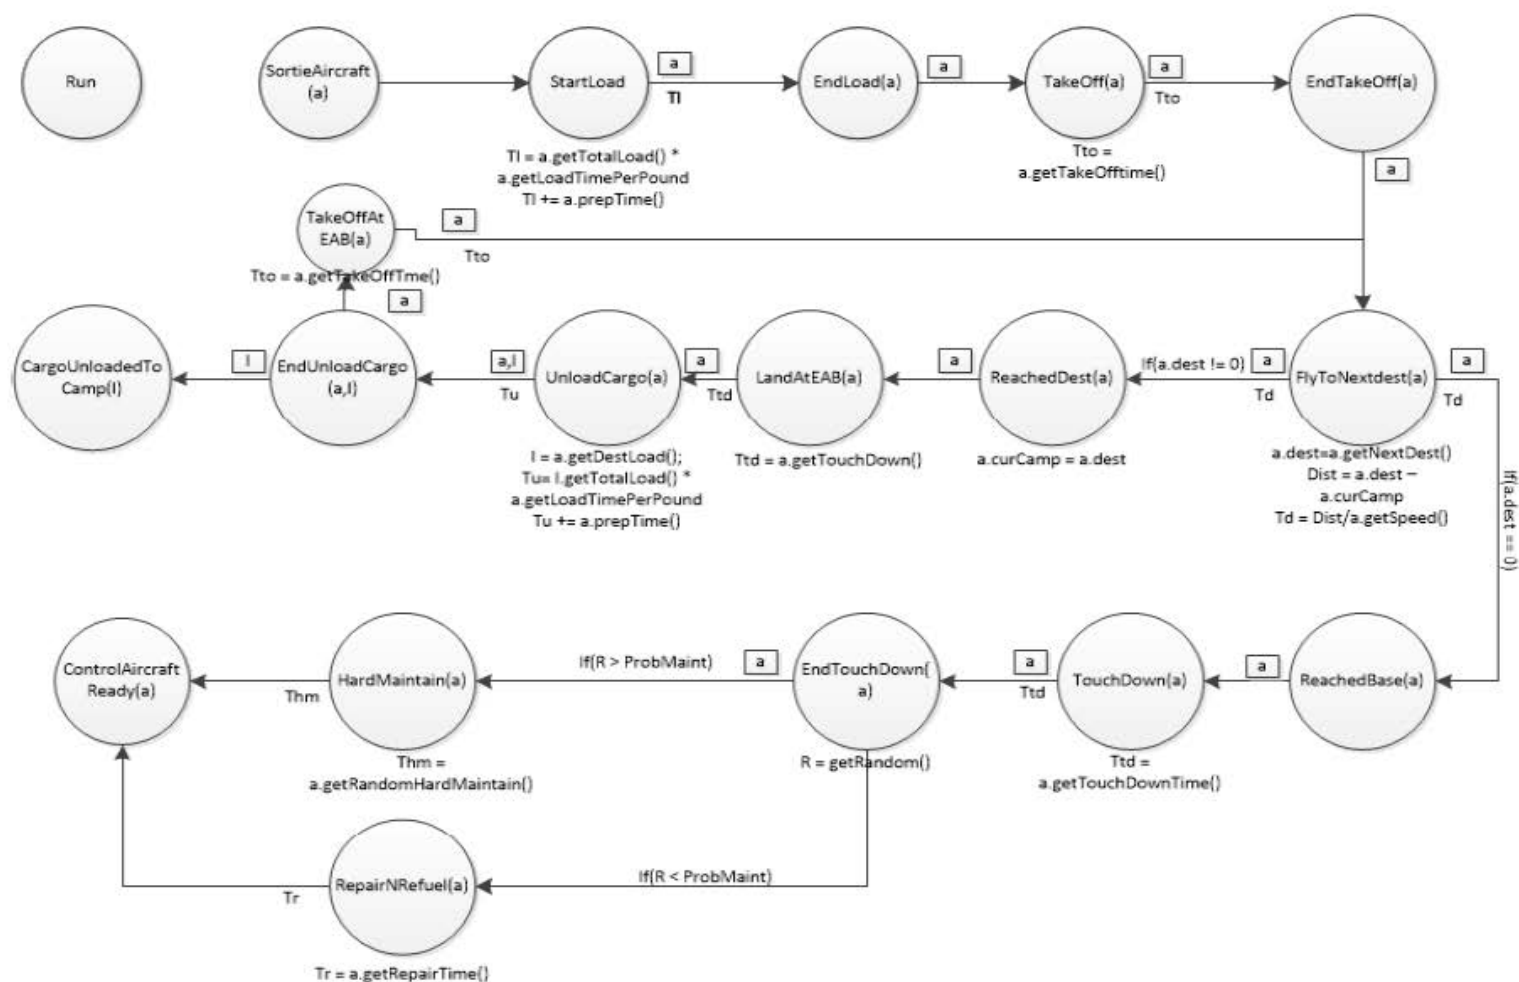 Run
SortieAircraft
(a)
StartLoad
a
Tl
EndLoad(a)
a
TakeOff(a)
a
Tto
EndTakeOff(a)
Tl = a.getTotalLoad() *
a.getLoadTimePerPound
Tl += a.prepTime()
Tto =
a.getTakeOfftime()
a
TakeOffAt
EAB(a)
a
Tto
Tto = a.getTakeOffTme()
a
CargoUnloadedTo
Camp(l)
l
EndUnloadCargo
(a,l)
a,l
Tu
UnloadCargo(a)
a
Ttd
LandAtEAB(a)
a
ReachedDest(a)
If(a.dest != 0)
a
Td
FlyToNextdest(a)
a
Td
l = a.getDestLoad();
Tu= l.getTotalLoad() *
a.getLoadTimePerPound
Tu += a.prepTime()
Ttd = a.getTouchDown()
a.curCamp = a.dest
a.dest=a.getNextDest()
Dist = a.dest –
a.curCamp
Td = Dist/a.getSpeed()
If(a.dest == 0)
ControlAircraft
Ready(a)
Thm
HardMaintain(a)
If(R > ProbMaint)
a
EndTouchDown(
a)
a
Ttd
TouchDown(a)
a
ReachedBase(a)
Thm =
a.getRandomHardMaintain()
R = getRandom()
Ttd =
a.getTouchDownTime()
Tr
RepairNRefuel(a)
If(R < ProbMaint)
Tr = a.getRepairTime()